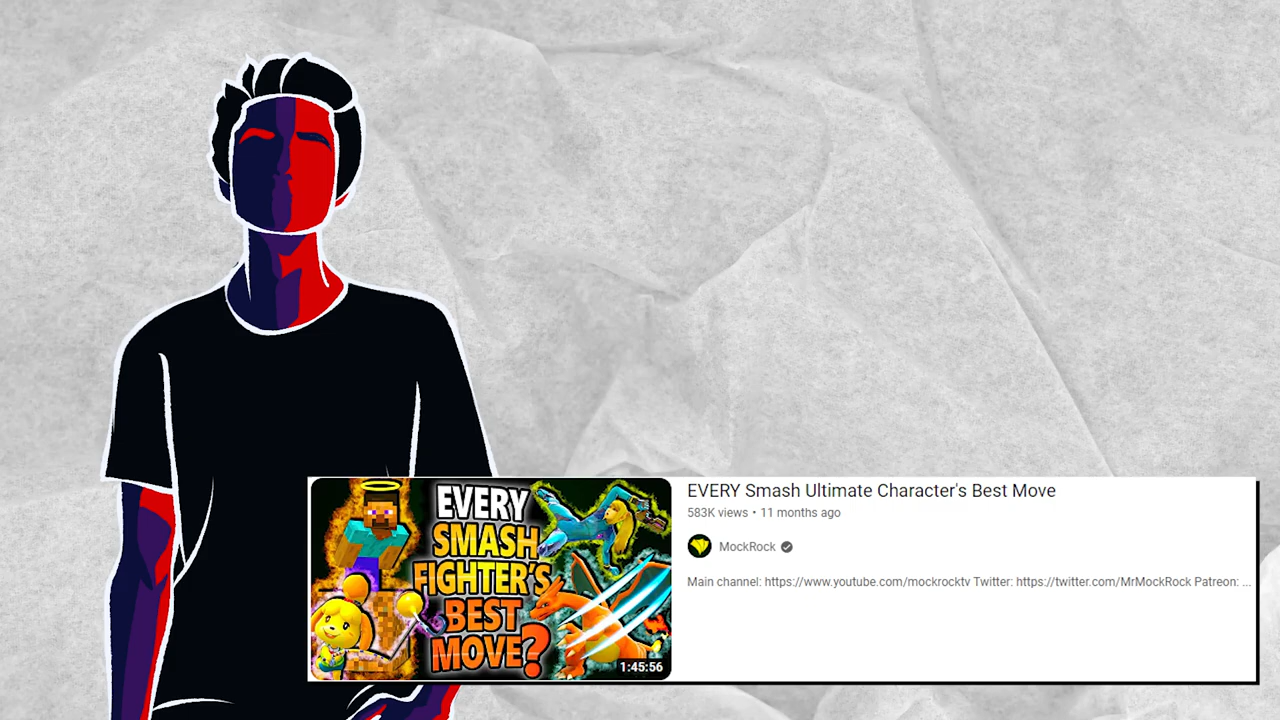 EVERY
SMASH
FIGHTER'S
BEST
MOVE?
1:45:56
EVERY Smash Ultimate Character's Best Move
583K views • 11 months ago
MockRock
Main channel: https://www.youtube.com/mockrocktv Twitter: https://twitter.com/MrMockRock Patreon: ...